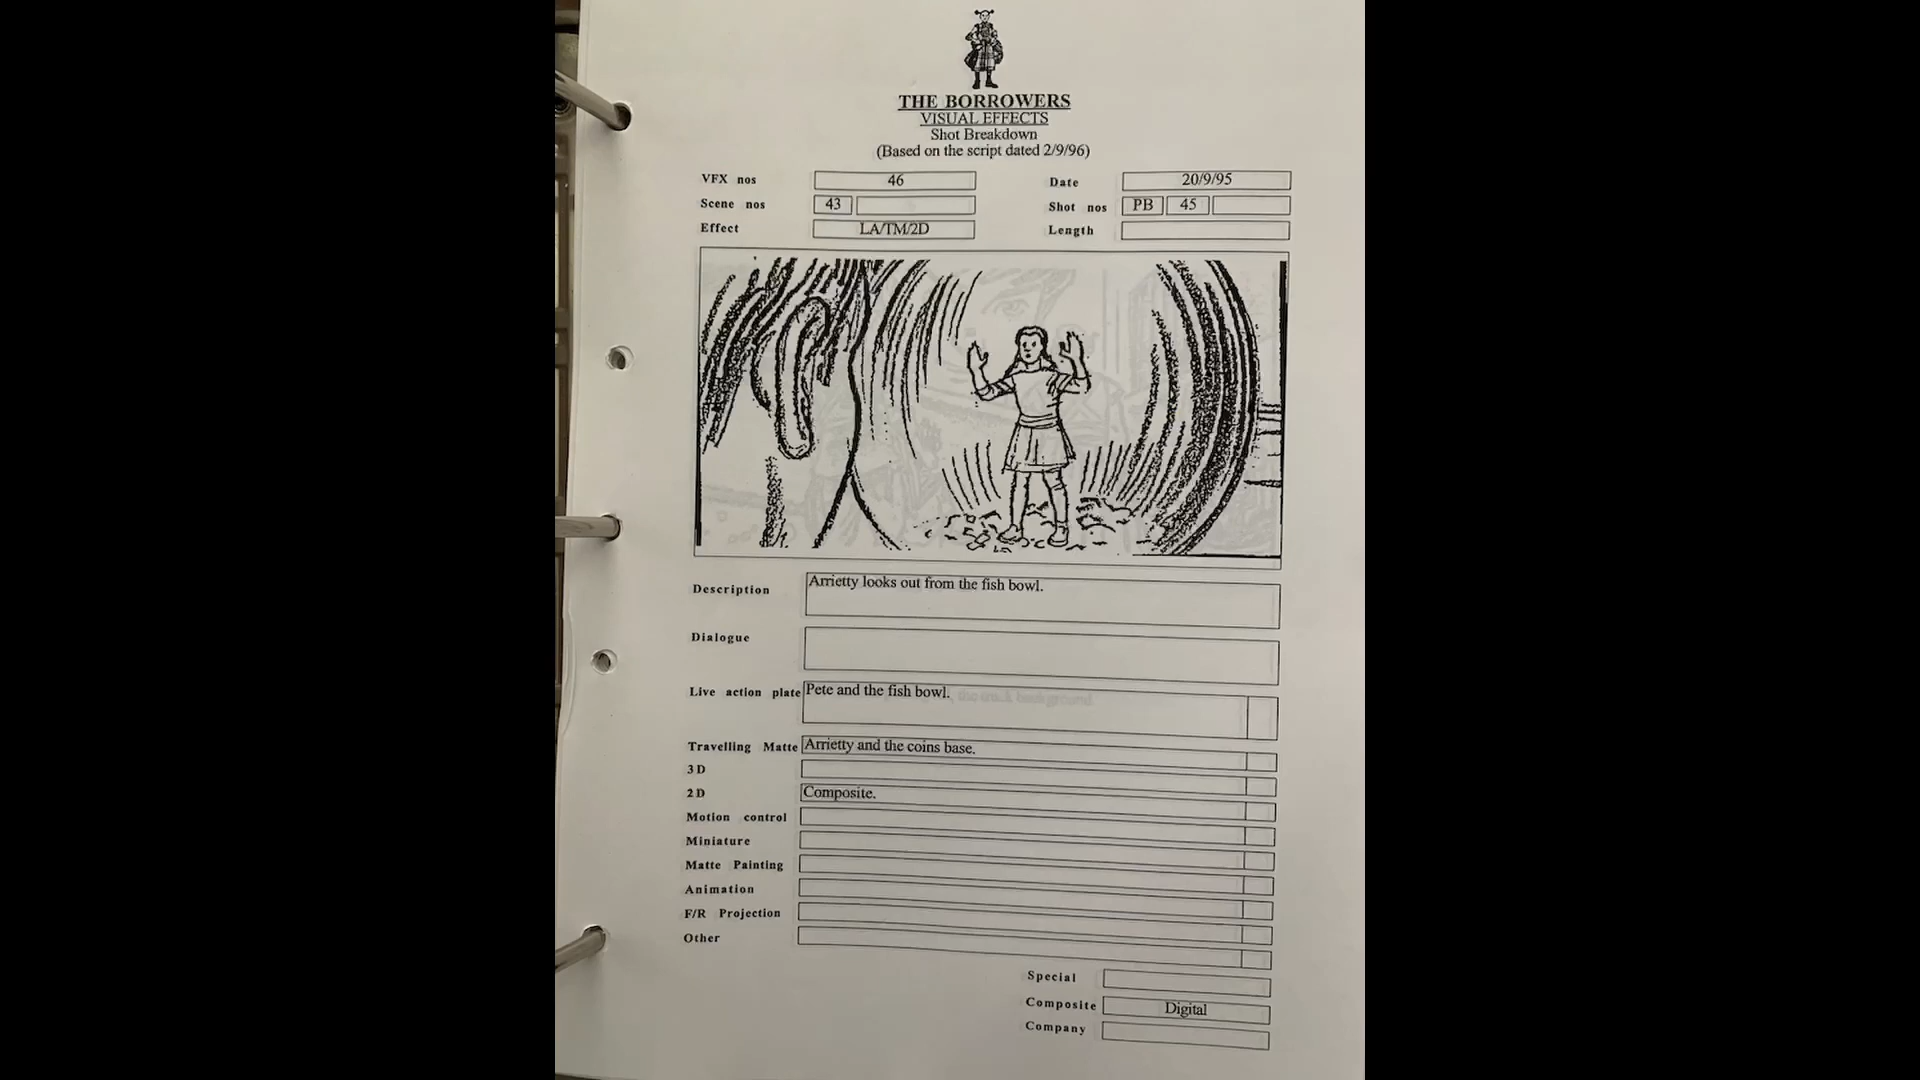 THE BORROWERS
VISUAL EFFECTS
Shot Breakdown
(Based on the script dated 2/9/96)
VFX nos 46 Date 20/9/95
Scene nos 43 Shot nos PB 45
Effect LA/TM/2D Length
Description Arrietty looks out from the fish bowl.
Dialogue
Live action plate Pete and the fish bowl.
Travelling Matte Arrietty and the coins base.
3D
2D Composite.
Motion control
Miniature
Matte Painting
Animation
F/R Projection
Other
Special
Composite Digital
Company